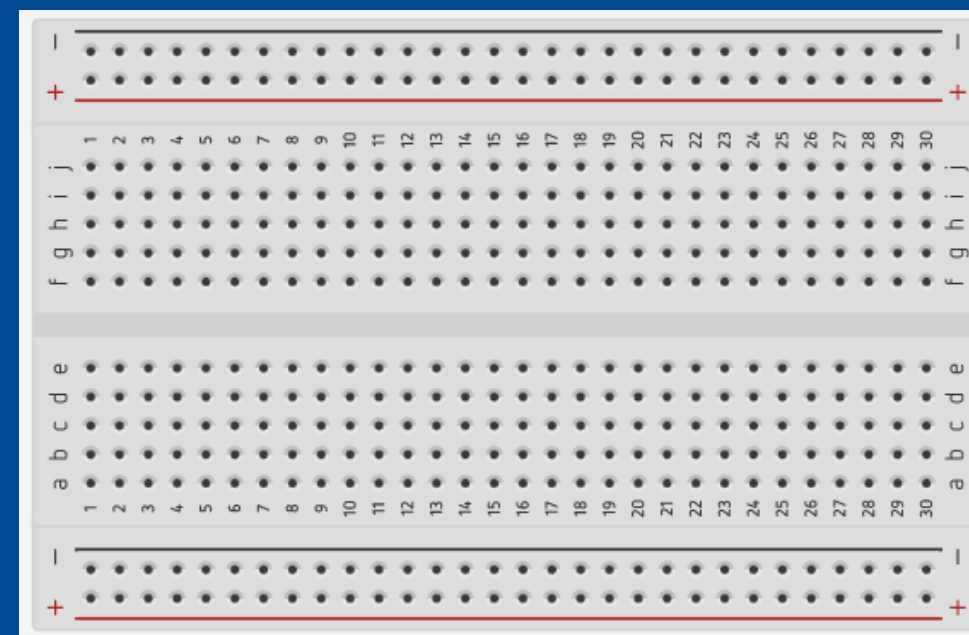 − −
+ +
1 2 3 4 5 6 7 8 9 10 11 12 13 14 15 16 17 18 19 20 21 22 23 24 25 26 27 28 29 30
j j
i i
h h
g g
f f
e e
d d
c c
b b
a a
1 2 3 4 5 6 7 8 9 10 11 12 13 14 15 16 17 18 19 20 21 22 23 24 25 26 27 28 29 30
− −
+ +